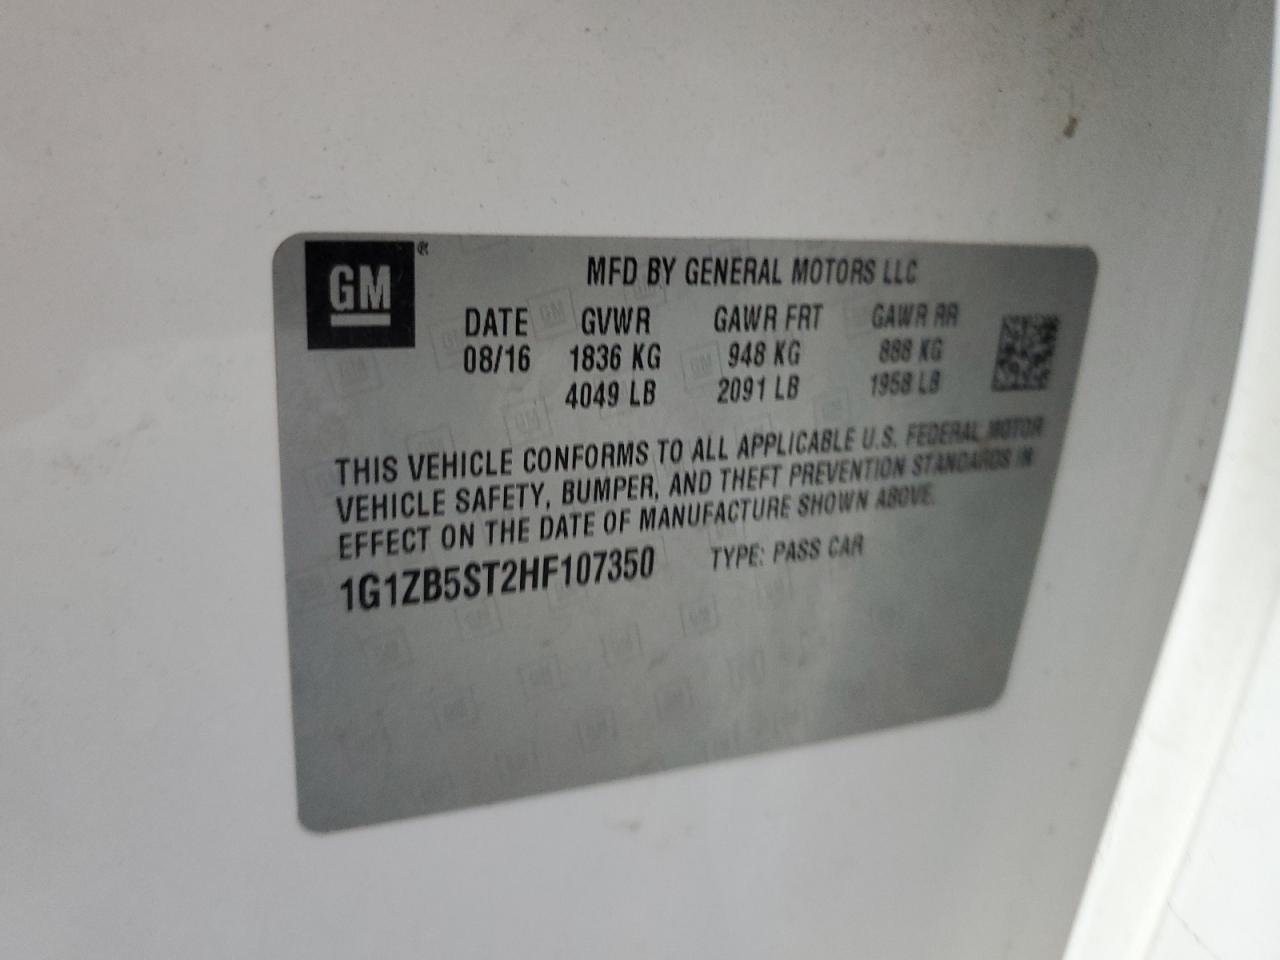 GM®
MFD BY GENERAL MOTORS LLC
DATE GVWR GAWR FRT GAWR RR
08/16 1836 KG 948 KG 888 KG
4049 LB 2091 LB 1958 LB
THIS VEHICLE CONFORMS TO ALL APPLICABLE U.S. FEDERAL MOTOR
VEHICLE SAFETY, BUMPER, AND THEFT PREVENTION STANDARDS IN
EFFECT ON THE DATE OF MANUFACTURE SHOWN ABOVE.
1G1ZB5ST2HF107350 TYPE: PASS CAR